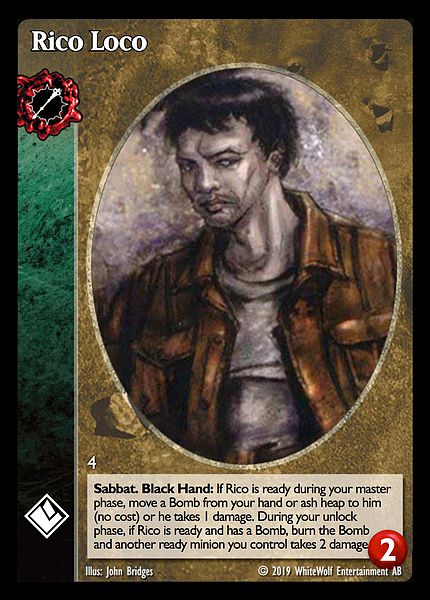 Rico Loco
4
Sabbat. Black Hand: If Rico is ready during your master
phase, move a Bomb from your hand or ash heap to him
(no cost) or he takes 1 damage. During your unlock
phase, if Rico is ready and has a Bomb, burn the Bomb
and another ready minion you control takes 2 damage.
2
Illus: John Bridges
© 2019 WhiteWolf Entertainment AB